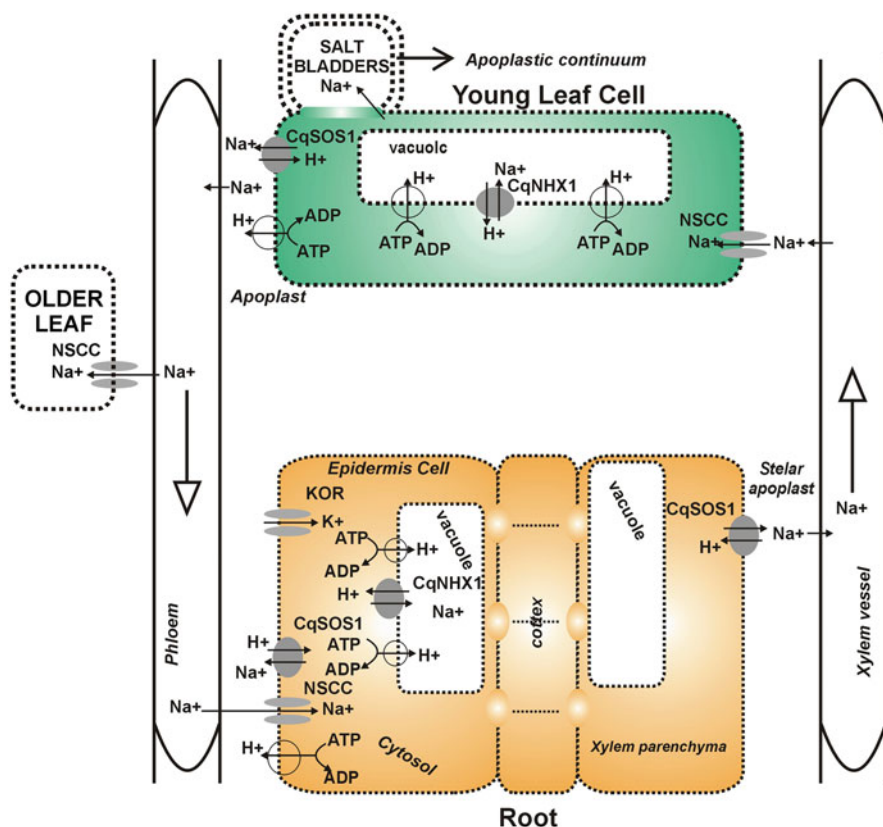 SALT
BLADDERS
Na+
Apoplastic continuum
Young Leaf Cell
CqSOS1
Na+
H+
vacuolc
H+
Na+
CqNHX1
H+
H+
Na+
H+
ADP
ATP
ATP
ADP
ATP
ADP
NSCC
Na+
Na+
Apoplast
OLDER
LEAF
NSCC
Na+
Na+
Epidermis Cell
KOR
K+
ATP
H+
ADP
vacuole
CqNHX1
H+
Na+
CqSOS1
H+
ATP
Na+
ADP
H+
NSCC
Na+
Na+
H+
ATP
ADP
Cytosol
cortex
vacuole
Xylem parenchyma
Stelar
apoplast
CqSOS1
Na+
H+
Na+
Phloem
Xylem vessel
Root